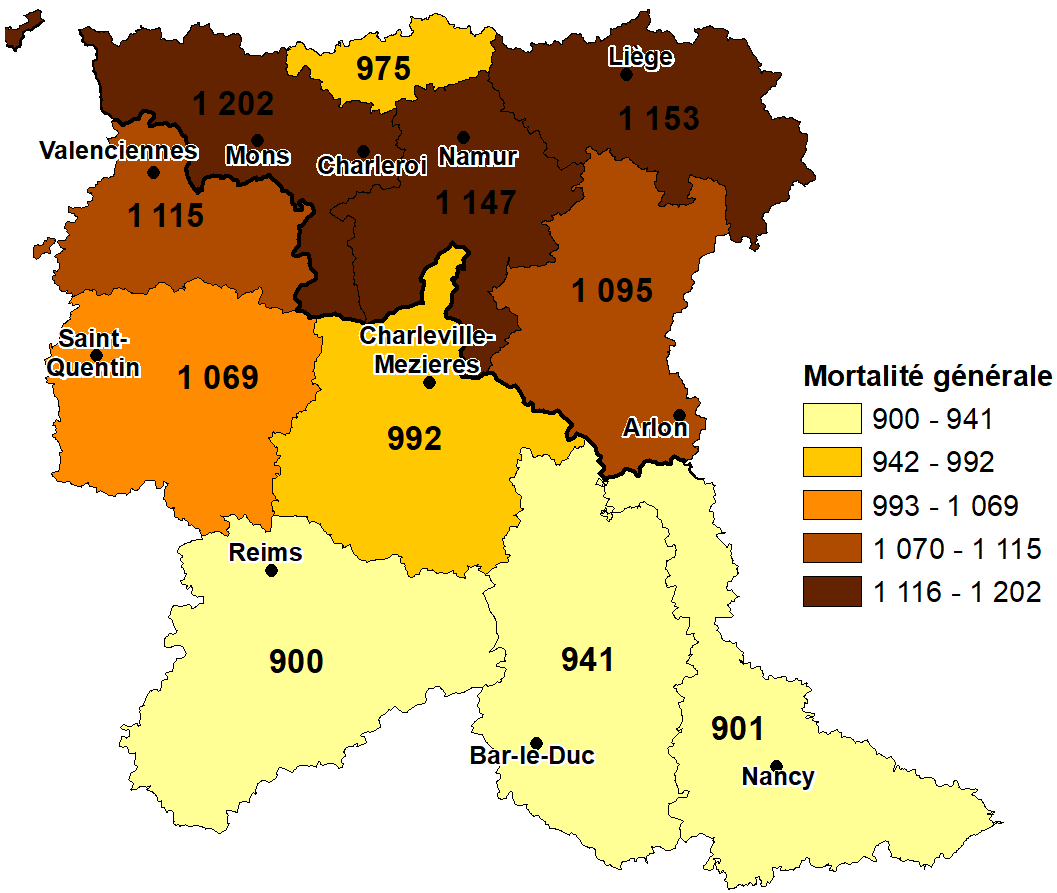 Liège
975
1 202
1 153
Valenciennes
Mons
Charleroi
Namur
1 115
1 147
1 095
Saint-
Quentin
1 069
Charleville-
Mezieres
992
Arlon
Mortalité générale
900 - 941
942 - 992
993 - 1 069
1 070 - 1 115
1 116 - 1 202
Reims
900
941
901
Bar-le-Duc
Nancy